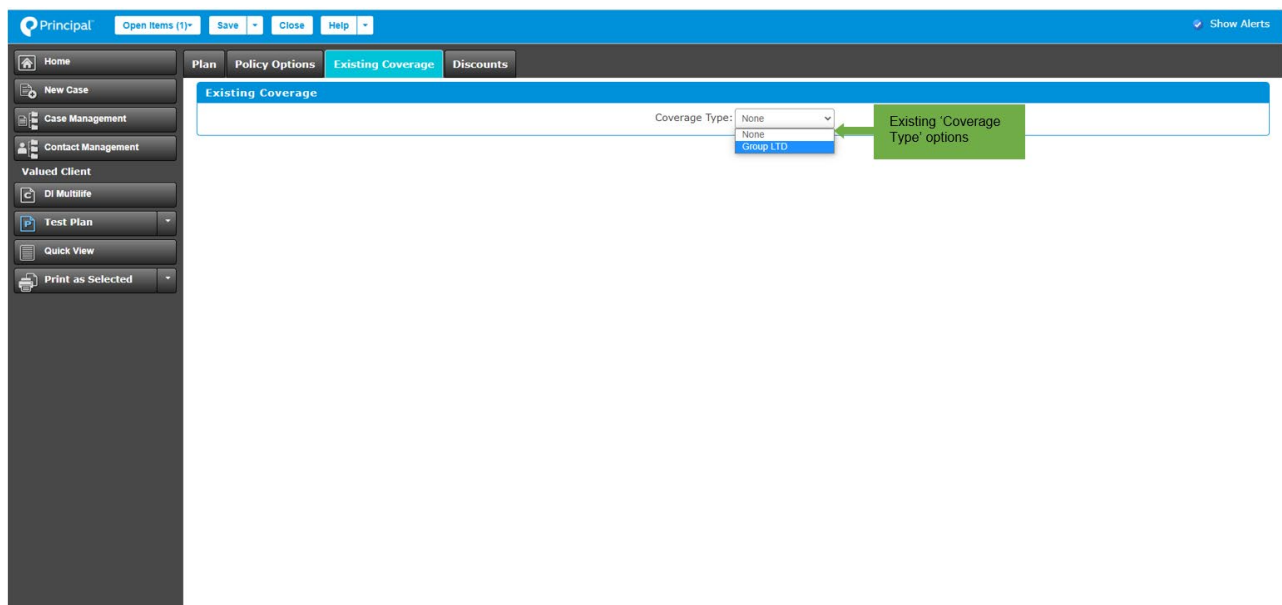 Principal
Open Items (1)
Save
Close
Help
Show Alerts
Home
New Case
Case Management
Contact Management
Valued Client
DI Multilife
Test Plan
Quick View
Print as Selected
Plan
Policy Options
Existing Coverage
Discounts
Existing Coverage
Coverage Type: None
None
Group LTD
Existing ‘Coverage
Type’ options